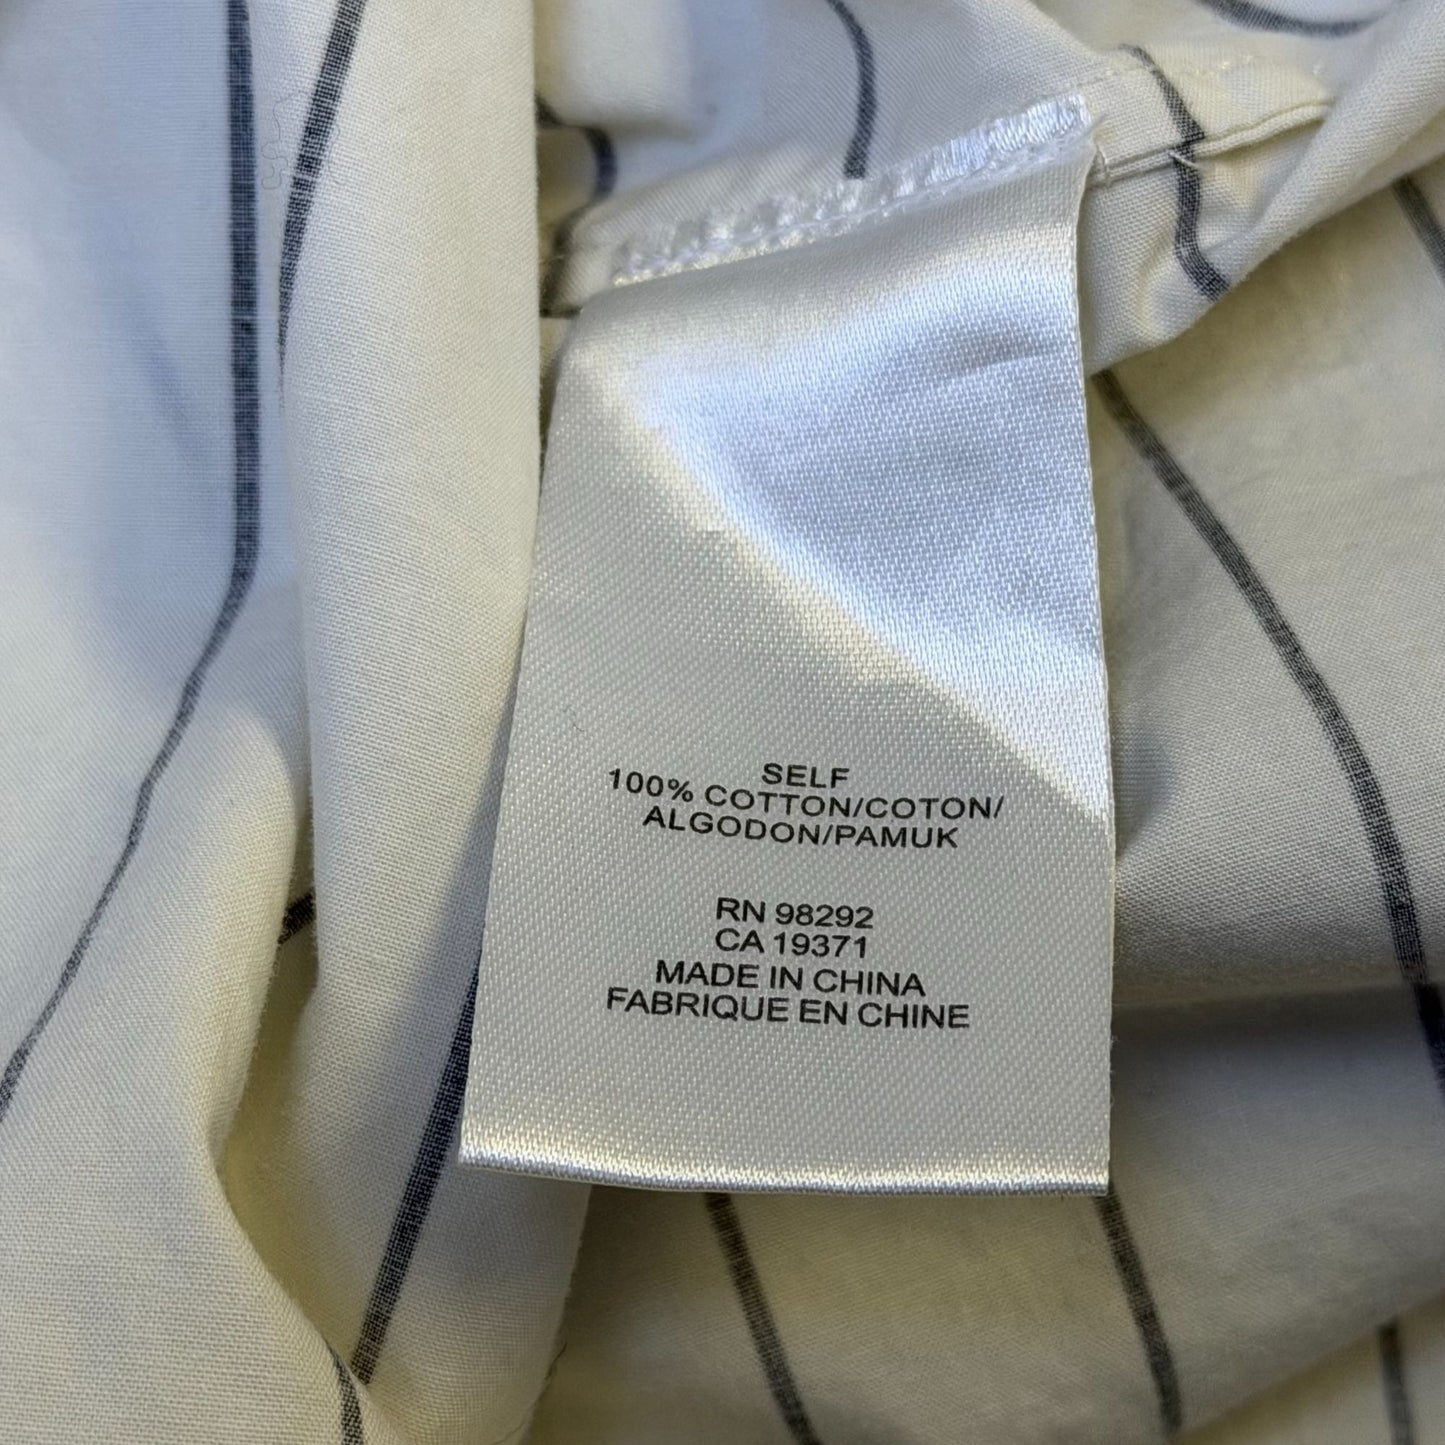 SELF
100% COTTON/COTON/
ALGODON/PAMUK
RN 98292
CA 19371
MADE IN CHINA
FABRIQUE EN CHINE